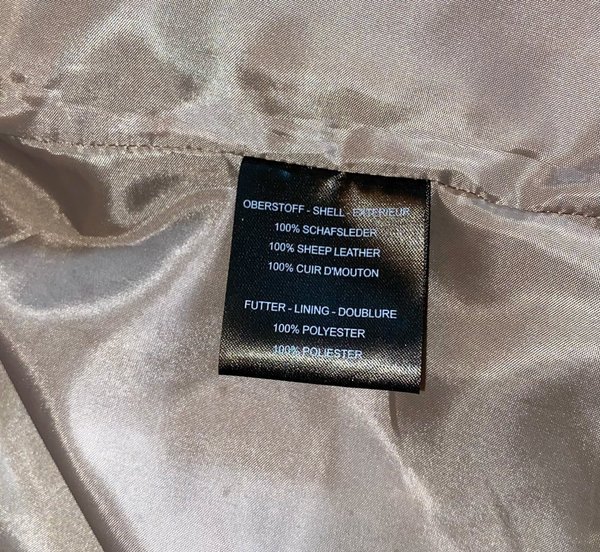 OBERSTOFF - SHELL - EXTERIEUR
100% SCHAFSLEDER
100% SHEEP LEATHER
100% CUIR D'MOUTON
FUTTER - LINING - DOUBLURE
100% POLYESTER
100% POLIESTER